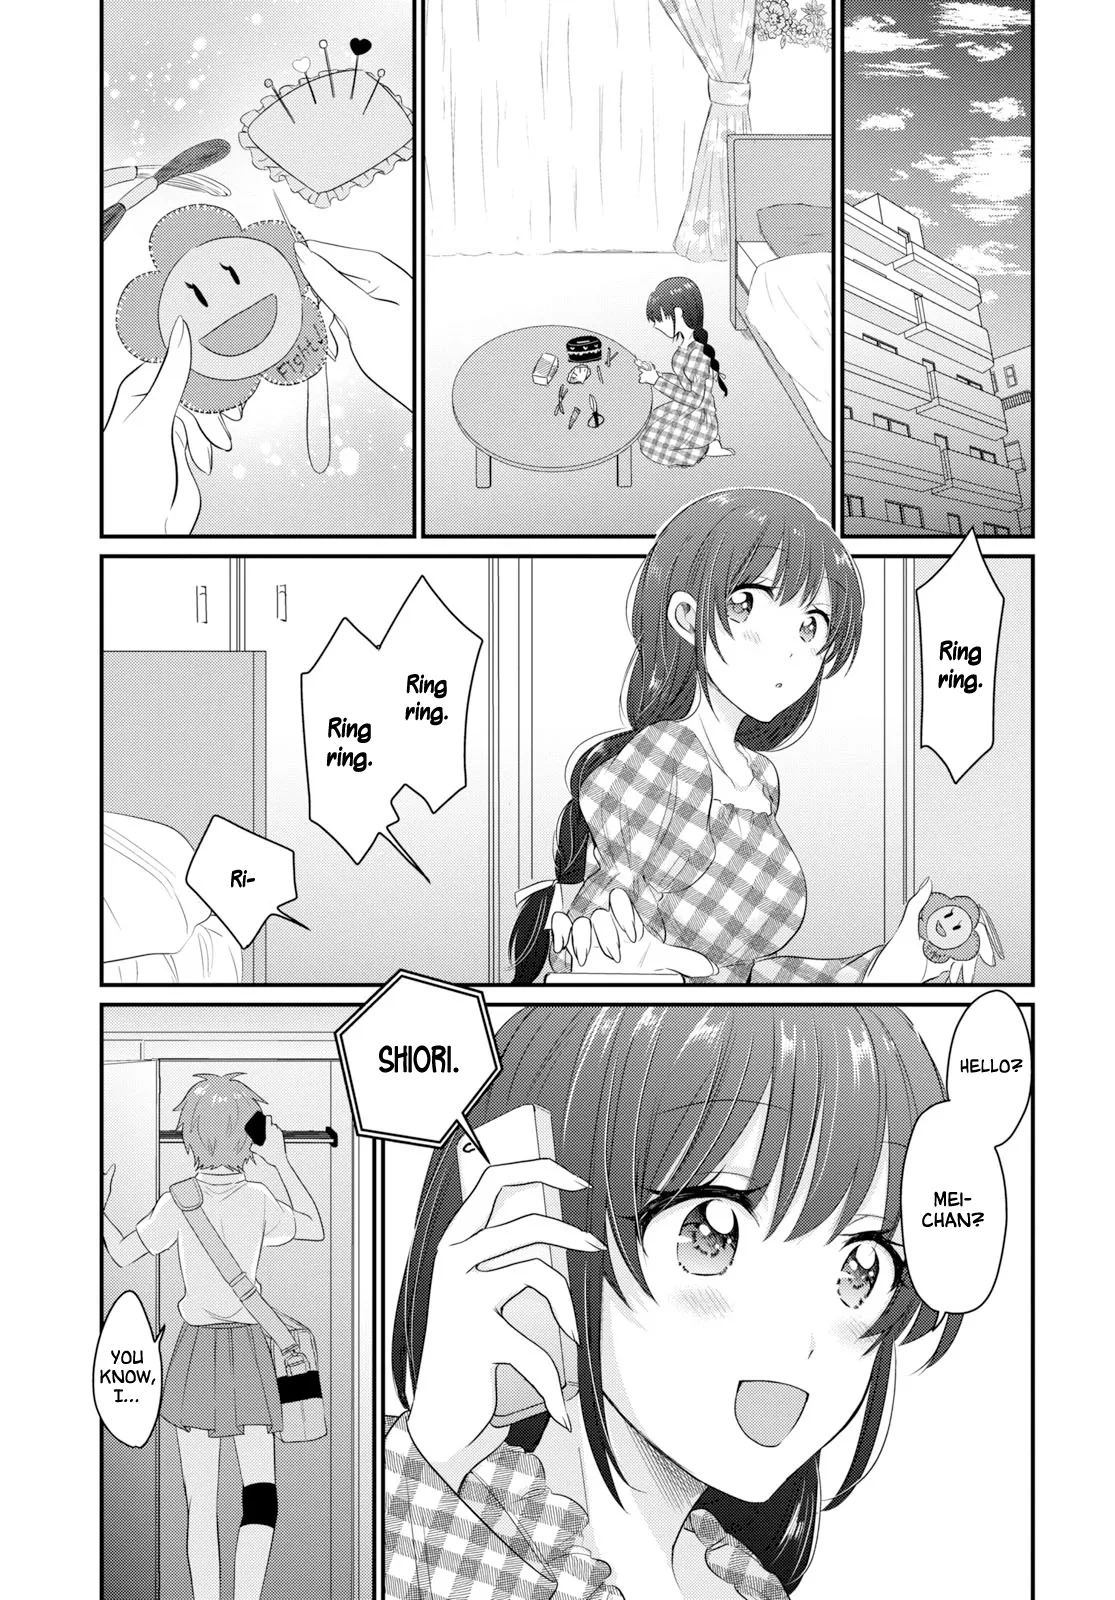 Fight
Ring
ring.
Ring
ring.
Ring
ring.
Ri-
HELLO?
MEI-
CHAN?
SHIORI.
YOU
KNOW,
I...